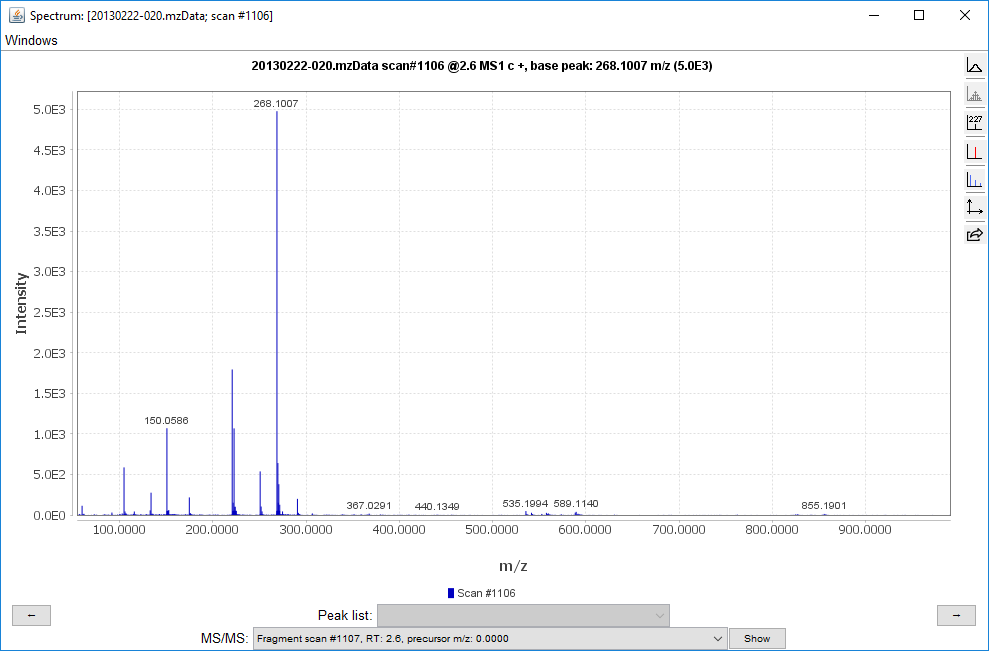 Spectrum: [20130222-020.mzData; scan #1106]
Windows
20130222-020.mzData scan#1106 @2.6 MS1 c +, base peak: 268.1007 m/z (5.0E3)
268.1007
5.0E3
4.5E3
4.0E3
3.5E3
3.0E3
2.5E3
2.0E3
1.5E3
1.0E3
5.0E2
0.0E0
Intensity
150.0586
367.0291
440.1349
535.1994
589.1140
855.1901
100.0000
200.0000
300.0000
400.0000
500.0000
600.0000
700.0000
800.0000
900.0000
m/z
Scan #1106
227
←
Peak list:
→
MS/MS:
Fragment scan #1107, RT: 2.6, precursor m/z: 0.0000
Show